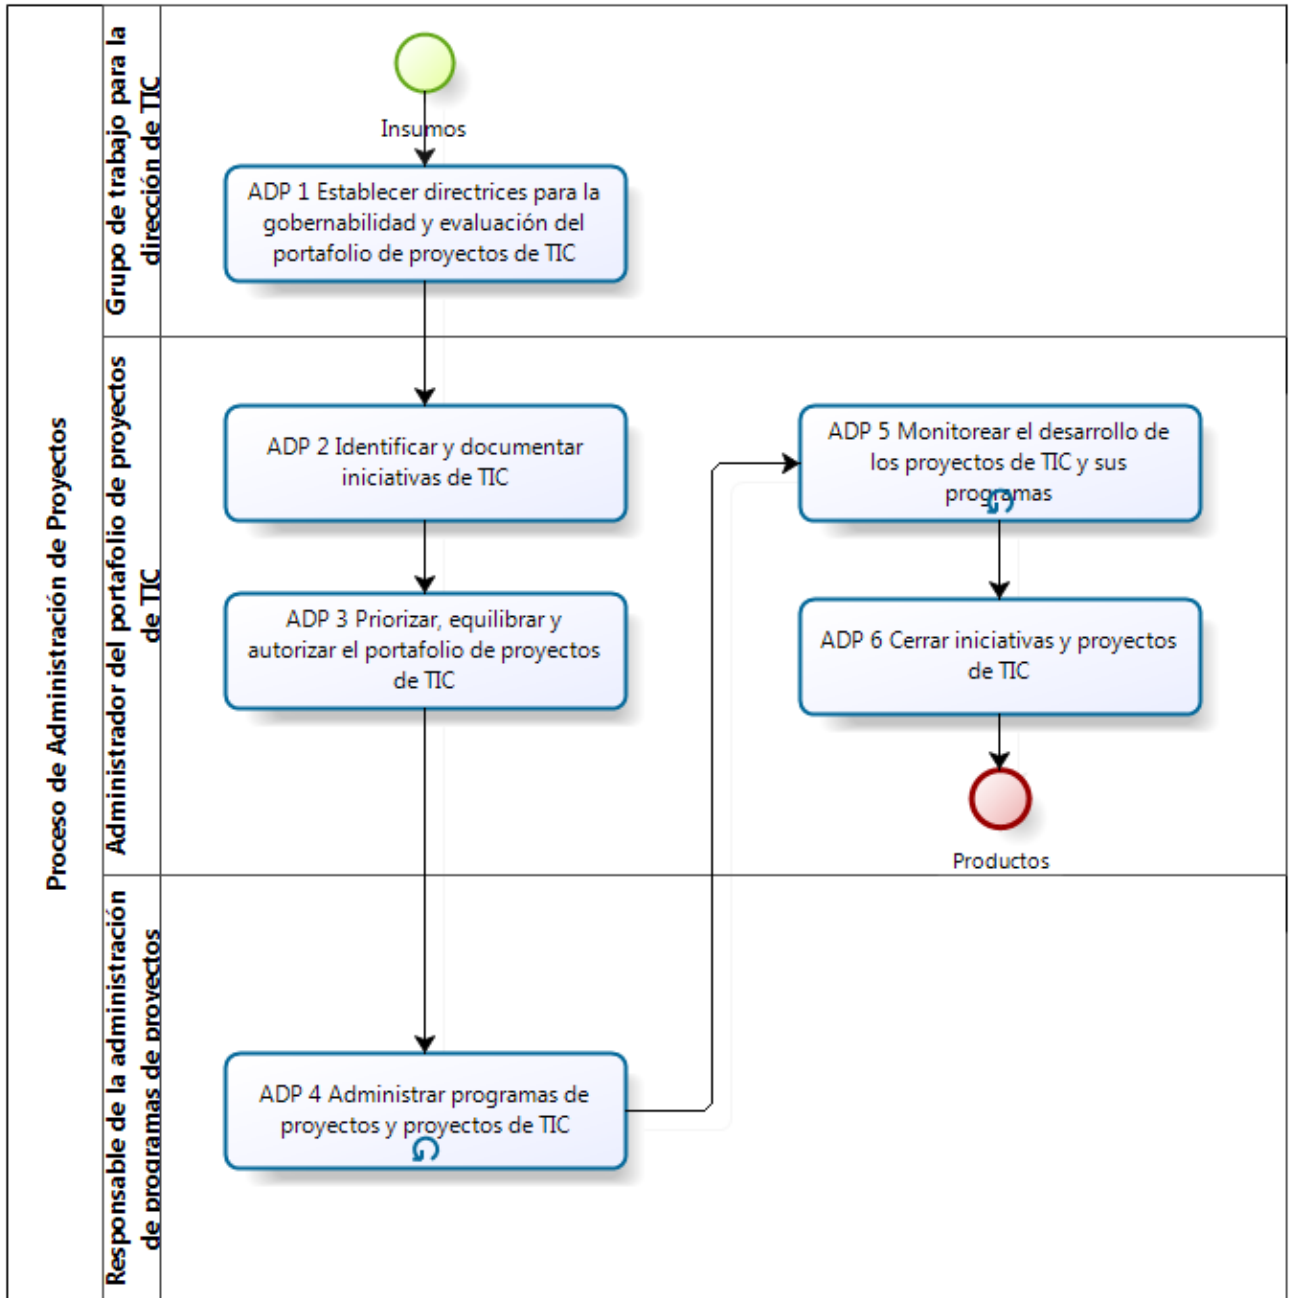 Proceso de Administración de Proyectos
Grupo de trabajo para la
dirección de TIC
Insumos
ADP 1 Establecer directrices para la
gobernabilidad y evaluación del
portafolio de proyectos de TIC
Administrador del portafolio de proyectos
de TIC
ADP 2 Identificar y documentar
iniciativas de TIC
ADP 3 Priorizar, equilibrar y
autorizar el portafolio de proyectos
de TIC
ADP 5 Monitorear el desarrollo de
los proyectos de TIC y sus
programas
ADP 6 Cerrar iniciativas y proyectos
de TIC
Productos
Responsable de la administración
de programas de proyectos
ADP 4 Administrar programas de
proyectos y proyectos de TIC